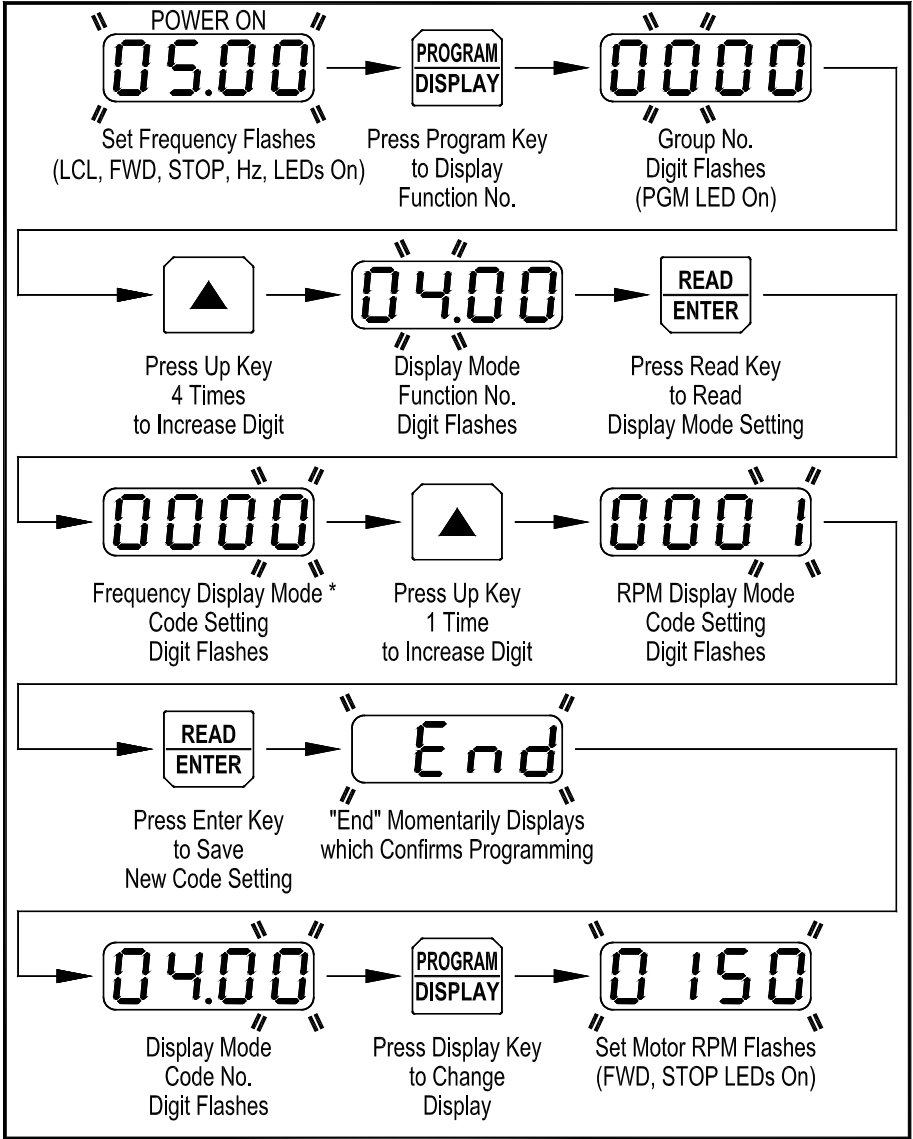 POWER ON
05.00
PROGRAM
DISPLAY
0000
Set Frequency Flashes
(LCL, FWD, STOP, Hz, LEDs On)
Press Program Key
to Display
Function No.
Group No.
Digit Flashes
(PGM LED On)
04.00
READ
ENTER
Press Up Key
4 Times
to Increase Digit
Display Mode
Function No.
Digit Flashes
Press Read Key
to Read
Display Mode Setting
0000
0001
Frequency Display Mode *
Code Setting
Digit Flashes
Press Up Key
1 Time
to Increase Digit
RPM Display Mode
Code Setting
Digit Flashes
READ
ENTER
End
Press Enter Key
to Save
New Code Setting
"End" Momentarily Displays
which Confirms Programming
04.00
PROGRAM
DISPLAY
0150
Display Mode
Code No.
Digit Flashes
Press Display Key
to Change
Display
Set Motor RPM Flashes
(FWD, STOP LEDs On)